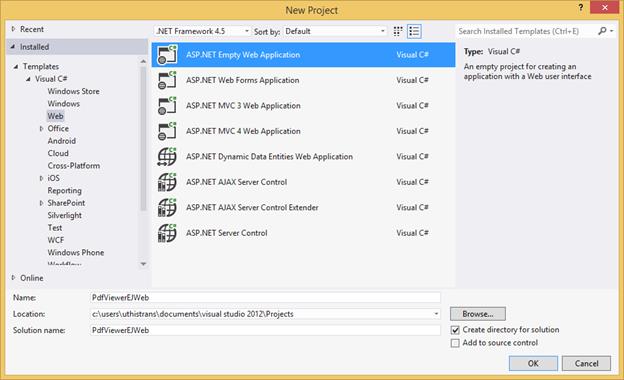 New Project
Recent
.NET Framework 4.5
Sort by: Default
Search Installed Templates (Ctrl+E)
Installed
Templates
Visual C#
Windows Store
Windows
Web
Office
Android
Cloud
Cross-Platform
iOS
Reporting
SharePoint
Silverlight
Test
WCF
Windows Phone
Workflow
Online
ASP.NET Empty Web Application Visual C#
ASP.NET Web Forms Application Visual C#
ASP.NET MVC 3 Web Application Visual C#
ASP.NET MVC 4 Web Application Visual C#
ASP.NET Dynamic Data Entities Web Application Visual C#
ASP.NET AJAX Server Control Visual C#
ASP.NET AJAX Server Control Extender Visual C#
ASP.NET Server Control Visual C#
Type: Visual C#
An empty project for creating an
application with a Web user interface
Name: PdfViewerEJWeb
Location: c:\users\uthistrans\documents\visual studio 2012\Projects
Browse...
Solution name: PdfViewerEJWeb
Create directory for solution
Add to source control
OK
Cancel